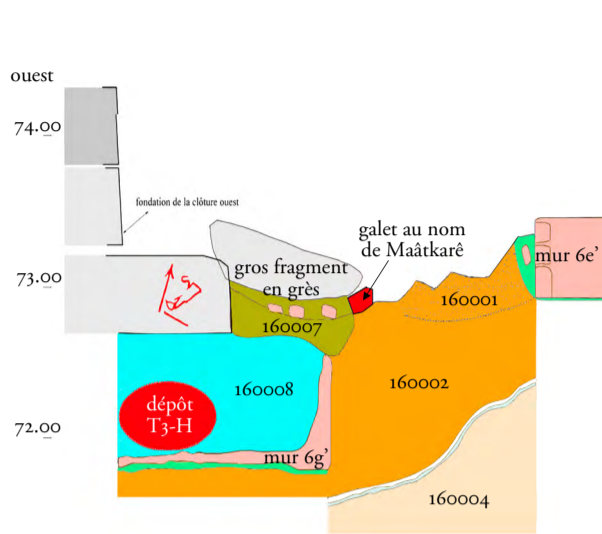 ouest
74.00
fondation de la clôture ouest
galet au nom
de Maâtkarê
mur 6e'
73.00
gros fragment
en grès
160001
160007
160008
160002
dépôt
T3-H
72.00
mur 6g'
160004